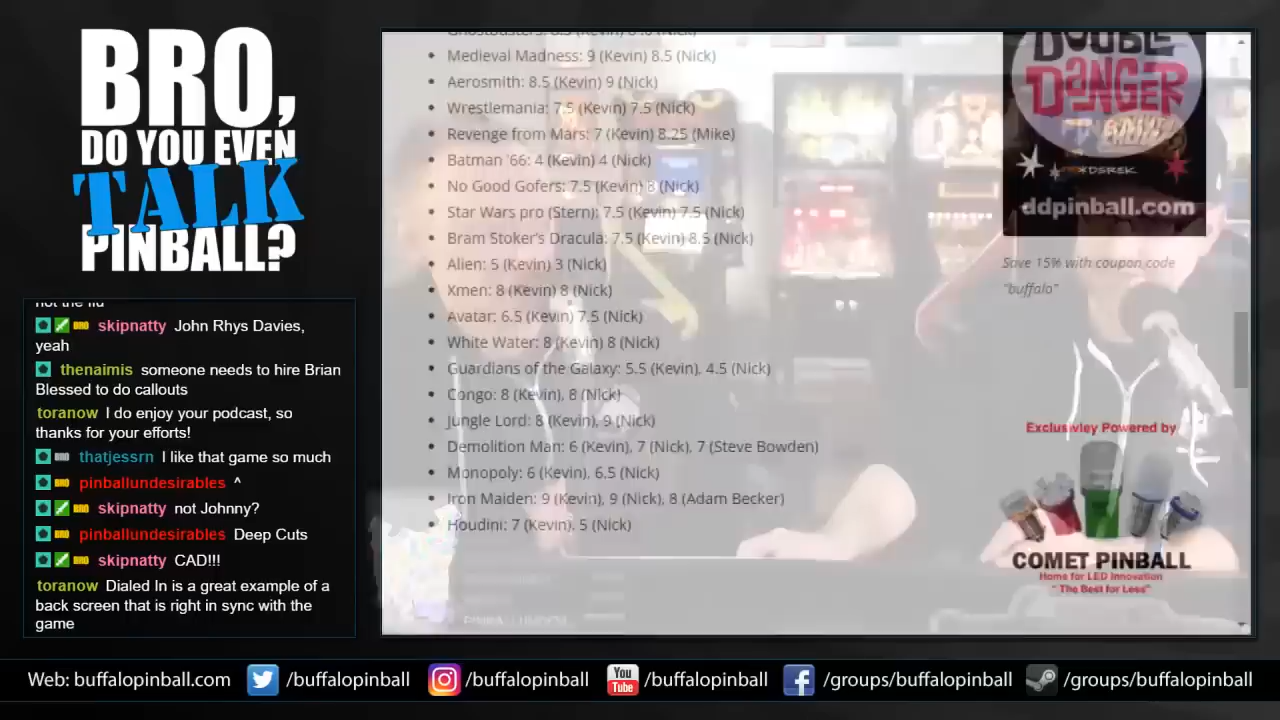 BRO,
DO YOU EVEN
TALK
PINBALL?
skipnatty John Rhys Davies,
yeah
thenaimis someone needs to hire Brian
Blessed to do callouts
toranow I do enjoy your podcast, so
thanks for your efforts!
thatjessrn I like that game so much
pinballundesirables ^
skipnatty not Johnny?
pinballundesirables Deep Cuts
skipnatty CAD!!!
toranow Dialed In is a great example of a
back screen that is right in sync with the
game
• Medieval Madness: 9 (Kevin) 8.5 (Nick)
• Aerosmith: 8.5 (Kevin) 9 (Nick)
• Wrestlemania: 7.5 (Kevin) 7.5 (Nick)
• Revenge from Mars: 7 (Kevin) 8.25 (Mike)
• Batman '66: 4 (Kevin) 4 (Nick)
• No Good Gofers: 7.5 (Kevin) 8 (Nick)
• Star Wars pro (Stern): 7.5 (Kevin) 7.5 (Nick)
• Bram Stoker's Dracula: 7.5 (Kevin) 8.5 (Nick)
• Alien: 5 (Kevin) 3 (Nick)
• Xmen: 8 (Kevin) 8 (Nick)
• Avatar: 6.5 (Kevin) 7.5 (Nick)
• White Water: 8 (Kevin) 8 (Nick)
• Guardians of the Galaxy: 5.5 (Kevin), 4.5 (Nick)
• Congo: 8 (Kevin), 8 (Nick)
• Jungle Lord: 8 (Kevin), 9 (Nick)
• Demolition Man: 6 (Kevin), 7 (Nick), 7 (Steve Bowden)
• Monopoly: 6 (Kevin), 6.5 (Nick)
• Iron Maiden: 9 (Kevin), 9 (Nick), 8 (Adam Becker)
• Houdini: 7 (Kevin), 5 (Nick)
DOUBLE
DANGER
PINBALL
ddpinball.com
Save 15% with coupon code
"buffalo"
Exclusivley Powered by
COMET PINBALL
Home for LED Innovation
" The Best for Less"
Web: buffalopinball.com
/buffalopinball
/buffalopinball
You
Tube
/buffalopinball
/groups/buffalopinball
/groups/buffalopinball